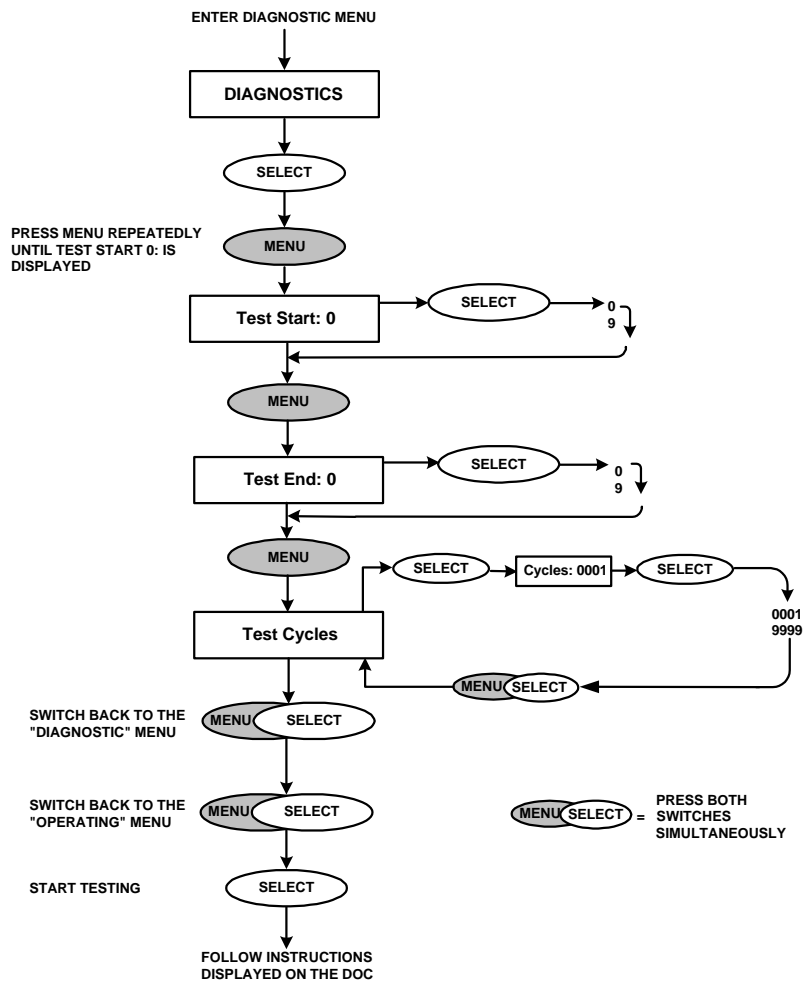 ENTER DIAGNOSTIC MENU
DIAGNOSTICS
SELECT
PRESS MENU REPEATEDLY
UNTIL TEST START 0: IS
DISPLAYED
MENU
Test Start: 0
SELECT
0
9
MENU
Test End: 0
SELECT
0
9
MENU
SELECT
Cycles: 0001
SELECT
0001
9999
Test Cycles
MENU
SELECT
SWITCH BACK TO THE
"DIAGNOSTIC" MENU
MENU
SELECT
SWITCH BACK TO THE
"OPERATING" MENU
MENU
SELECT
MENU SELECT =
PRESS BOTH
SWITCHES
SIMULTANEOUSLY
START TESTING
SELECT
FOLLOW INSTRUCTIONS
DISPLAYED ON THE DOC